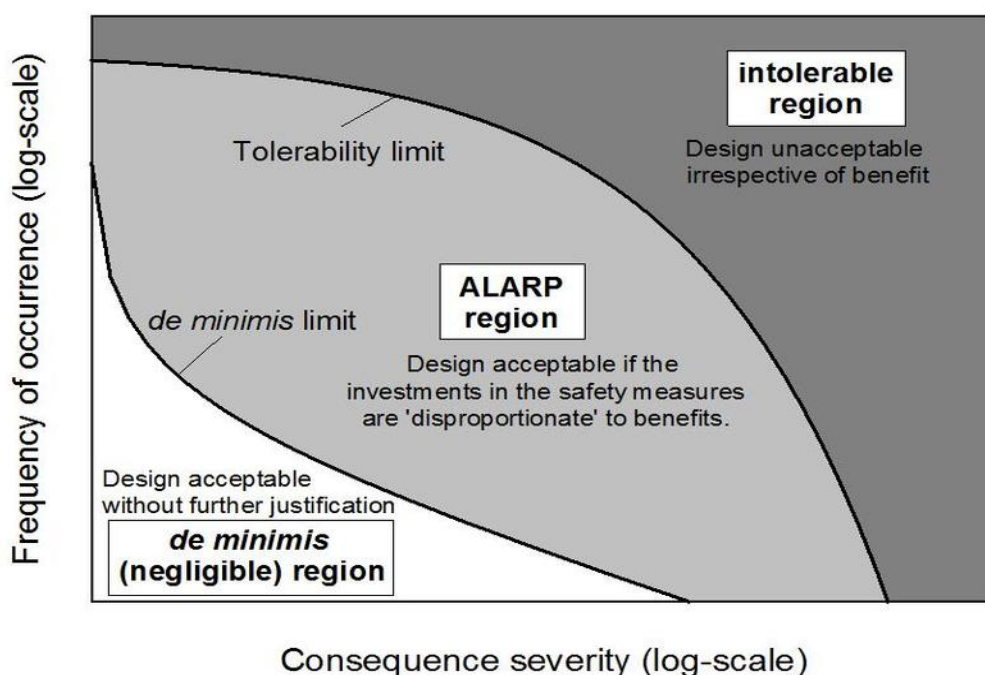 Frequency of occurrence (log-scale)
intolerable
region
Design unacceptable
irrespective of benefit
Tolerability limit
ALARP
region
Design acceptable if the
investments in the safety measures
are 'disproportionate' to benefits.
de minimis limit
Design acceptable
without further justification
de minimis
(negligible) region
Consequence severity (log-scale)